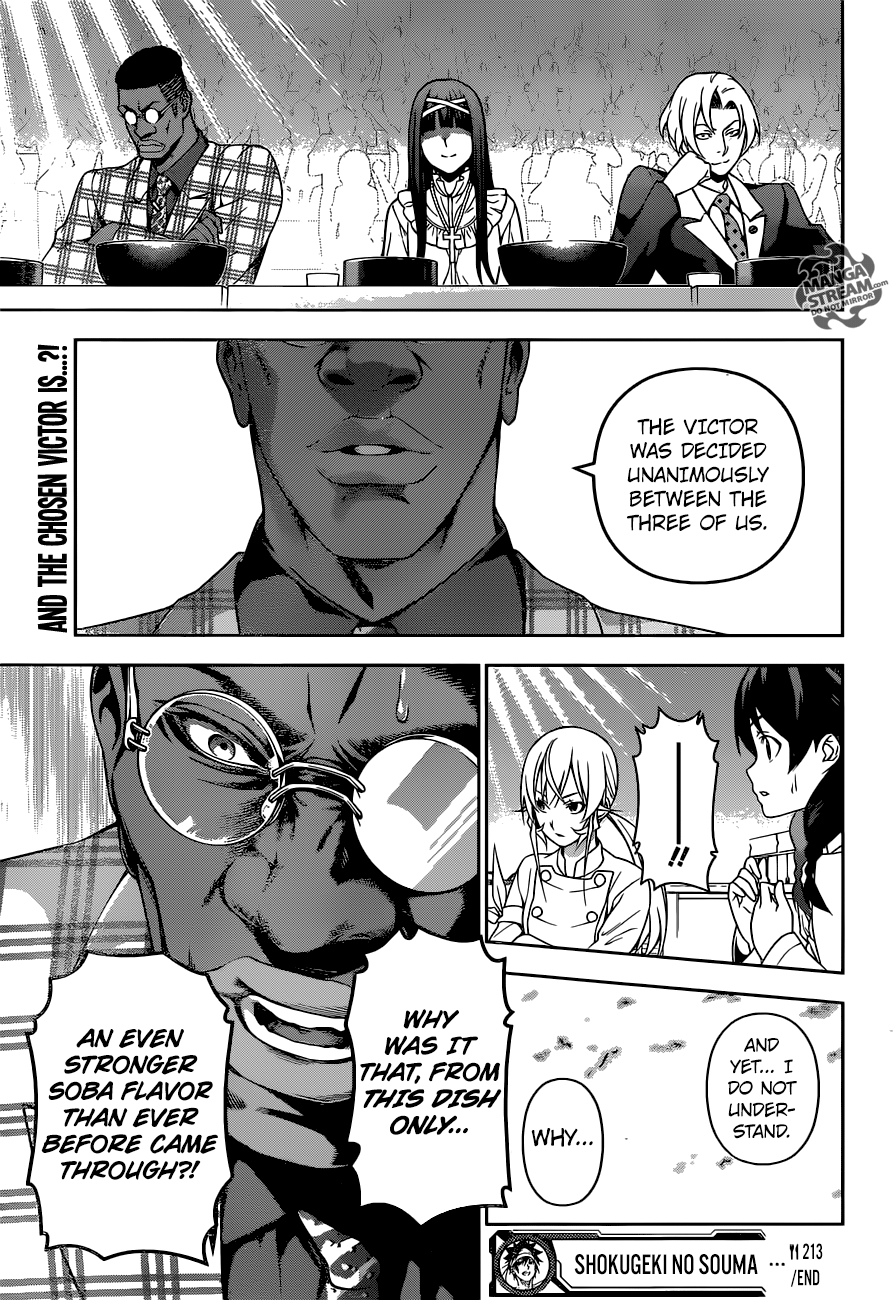 MANGA
STREAM.com
DO NOT MIRROR
AND THE CHOSEN VICTOR IS...?!
THE VICTOR
WAS DECIDED
UNANIMOUSLY
BETWEEN THE
THREE OF US.
—!!
AND
YET... I
DO NOT
UNDER-
STAND.
WHY...
WHY
WAS IT
THAT, FROM
THIS DISH
ONLY...
AN EVEN
STRONGER
SOBA FLAVOR
THAN EVER
BEFORE CAME
THROUGH?!
SHOKUGEKI NO SOUMA ... 213
/END